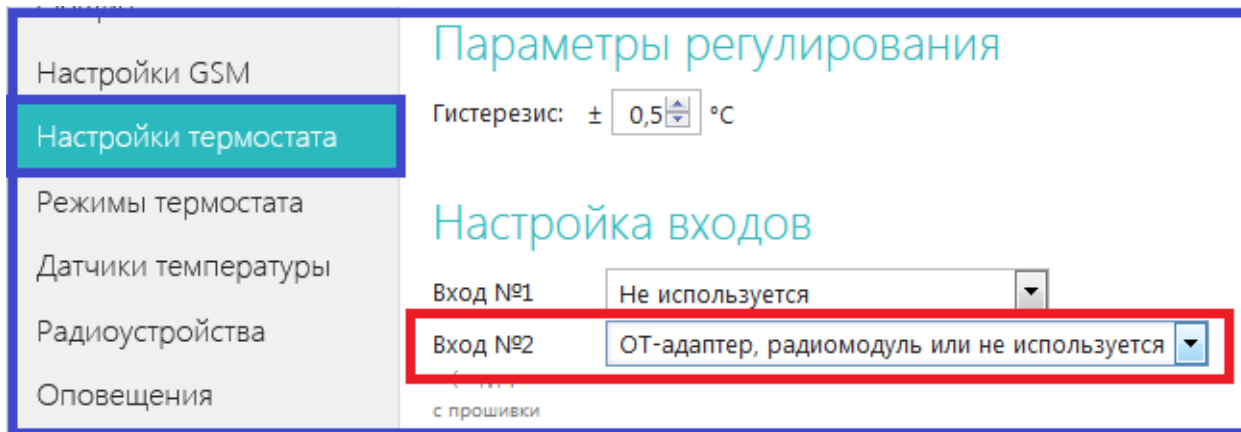 Настройки GSM
Настройки термостата
Режимы термостата
Датчики температуры
Радиоустройства
Оповещения
Параметры регулирования
Гистерезис: ± 0,5 °C
Настройка входов
Вход №1 Не используется
Вход №2 ОТ-адаптер, радиомодуль или не используется
с прошивки